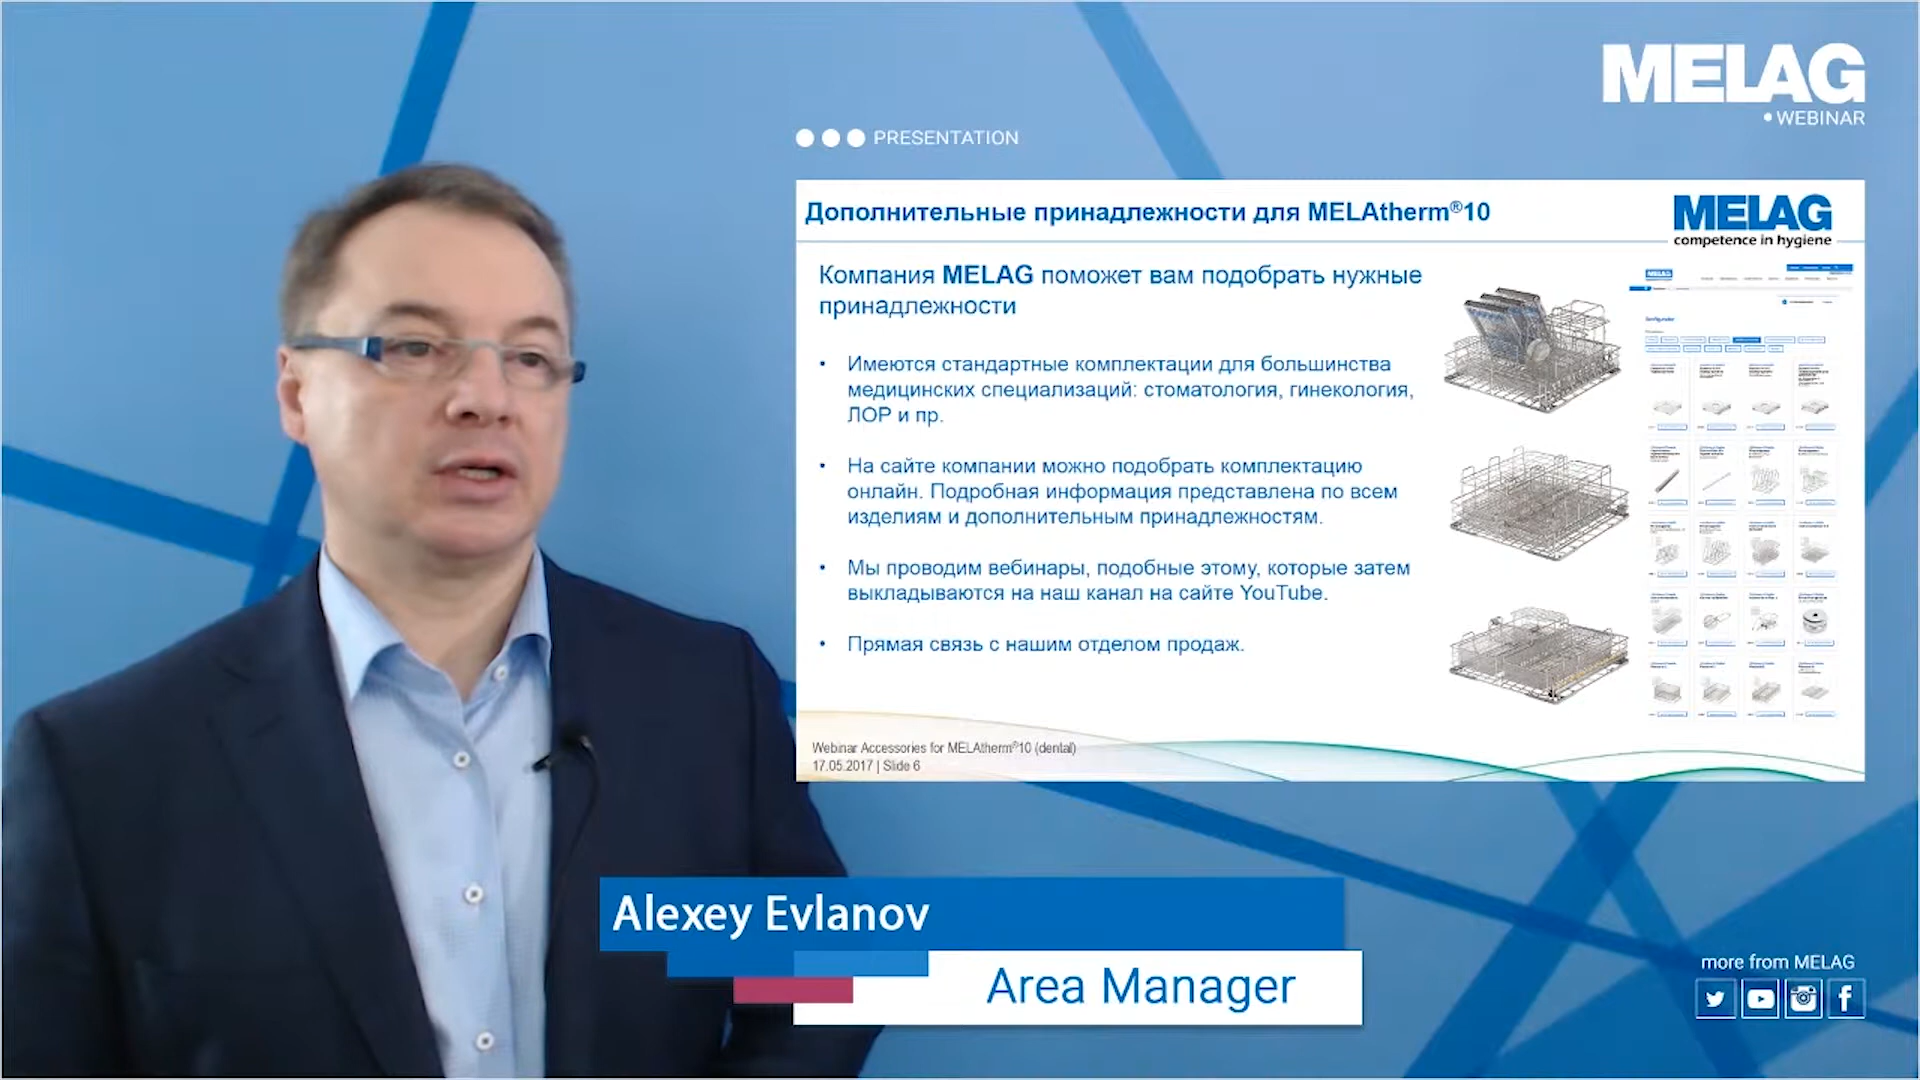 MELAG
• WEBINAR
PRESENTATION
Дополнительные принадлежности для MELAtherm®10
MELAG
competence in hygiene
Компания MELAG поможет вам подобрать нужные
принадлежности
• Имеются стандартные комплектации для большинства
медицинских специализаций: стоматология, гинекология,
ЛОР и пр.
• На сайте компании можно подобрать комплектацию
онлайн. Подробная информация представлена по всем
изделиям и дополнительным принадлежностям.
• Мы проводим вебинары, подобные этому, которые затем
выкладываются на наш канал на сайте YouTube.
• Прямая связь с нашим отделом продаж.
Webinar Accessories for MELAtherm®10 (dental)
17.05.2017 | Slide 6
Alexey Evlanov
Area Manager
more from MELAG